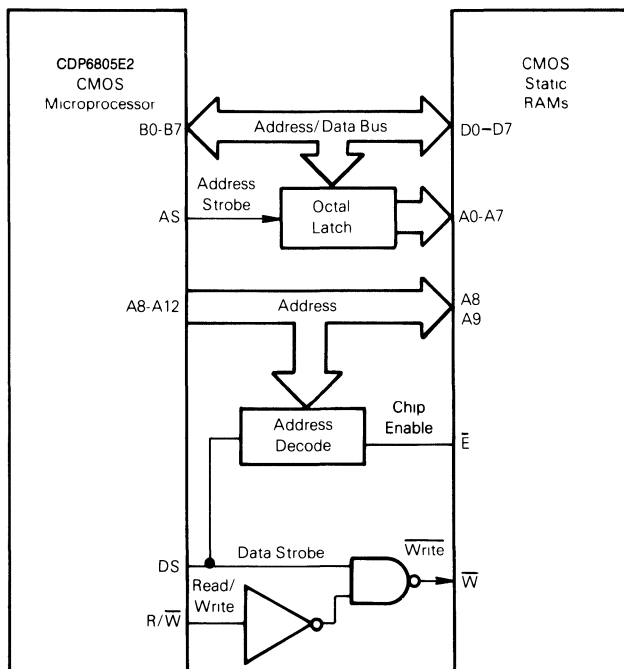 CDP6805E2
CMOS
Microprocessor
CMOS
Static
RAMs
B0-B7
Address/Data Bus
D0–D7
Address
Strobe
AS
Octal
Latch
A0-A7
A8-A12
Address
A8
A9
Address
Decode
Chip
Enable
E̅
DS
Data Strobe
W̅r̅i̅t̅e̅
Read/
Write
W̅
R/W̅